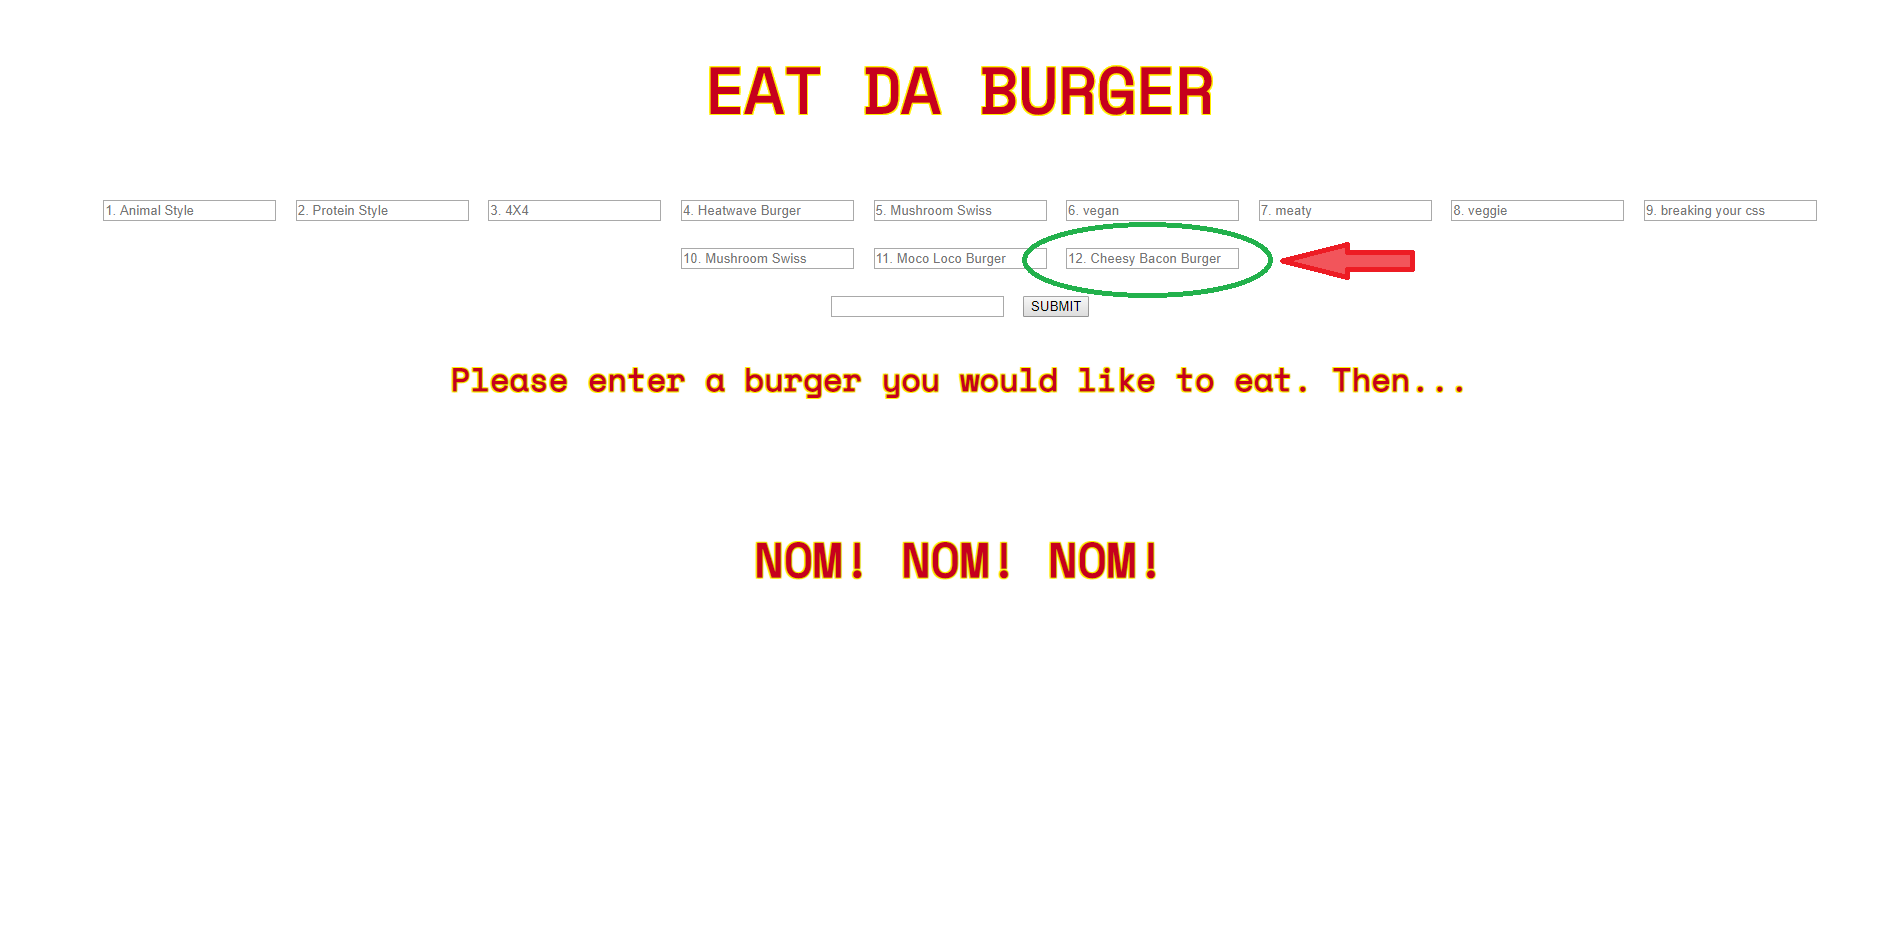 EAT DA BURGER
1. Animal Style 2. Protein Style 3. 4X4 4. Heatwave Burger 5. Mushroom Swiss 6. vegan 7. meaty 8. veggie 9. breaking your css
10. Mushroom Swiss 11. Moco Loco Burger 12. Cheesy Bacon Burger
SUBMIT
Please enter a burger you would like to eat. Then...
NOM! NOM! NOM!